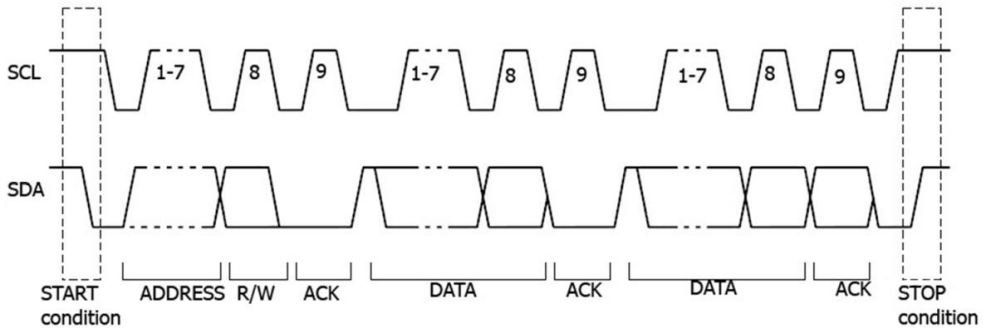 SCL
1-7
8
9
1-7
8
9
1-7
8
9
SDA
START
condition
ADDRESS
R/W
ACK
DATA
ACK
DATA
ACK
STOP
condition